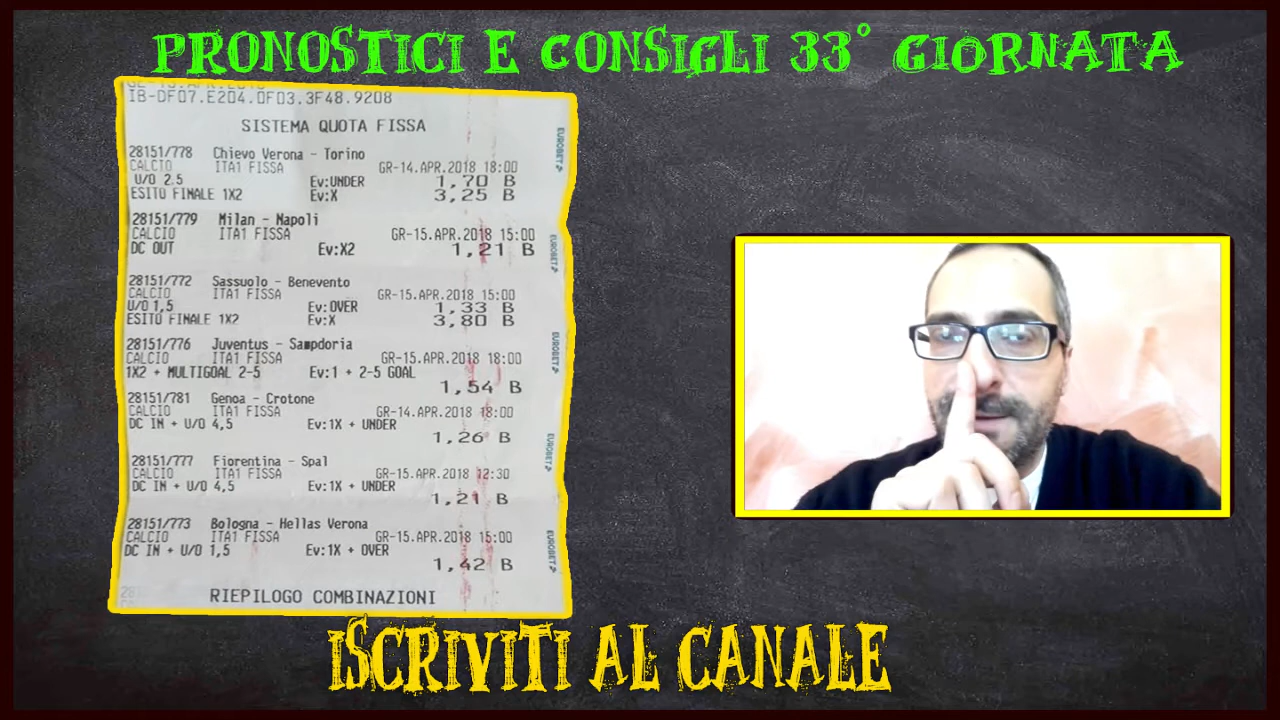 PRONOSTICI E CONSIGLI 33° GIORNATA
IB-DF07.E204.0F03.3F48.9208
SISTEMA QUOTA FISSA
28151/778 Chievo Verona - Torino
CALCIO ITA1 FISSA GR-14.APR.2018 18:00
U/O 2.5 Ev:UNDER 1,70 B
ESITO FINALE 1X2 Ev:X 3,25 B
28151/779 Milan - Napoli
CALCIO ITA1 FISSA GR-15.APR.2018 15:00
DC OUT Ev:X2 1,21 B
28151/772 Sassuolo - Benevento
CALCIO ITA1 FISSA GR-15.APR.2018 15:00
U/O 1,5 Ev:OVER 1,33 B
ESITO FINALE 1X2 Ev:X 3,80 B
28151/776 Juventus - Sampdoria
CALCIO ITA1 FISSA GR-15.APR.2018 18:00
1X2 + MULTIGOAL 2-5 Ev:1 + 2-5 GOAL
1,54 B
28151/781 Genoa - Crotone
CALCIO ITA1 FISSA GR-14.APR.2018 18:00
DC IN + U/O 4,5 Ev:1X + UNDER
1,26 B
28151/777 Fiorentina - Spal
CALCIO ITA1 FISSA GR-15.APR.2018 12:30
DC IN + U/O 4,5 Ev:1X + UNDER
1,21 B
28151/773 Bologna - Hellas Verona
CALCIO ITA1 FISSA GR-15.APR.2018 15:00
DC IN + U/O 1,5 Ev:1X + OVER
1,42 B
RIEPILOGO COMBINAZIONI
EUROBET
EUROBET
EUROBET
EUROBET
EUROBET
ISCRIVITI AL CANALE